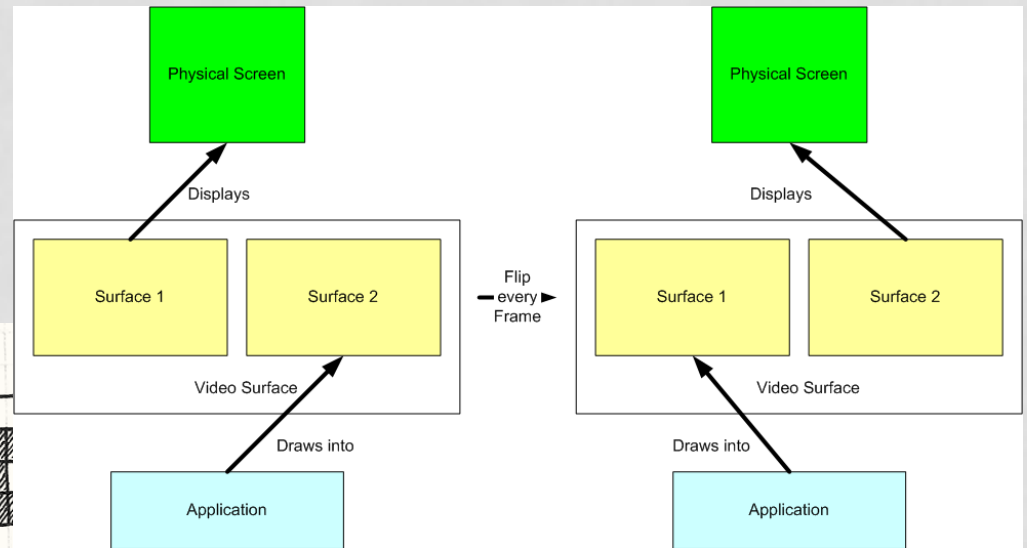 Physical Screen
Displays
Surface 1
Surface 2
Video Surface
Draws into
Application
Flip
every
Frame
Physical Screen
Displays
Surface 1
Surface 2
Video Surface
Draws into
Application